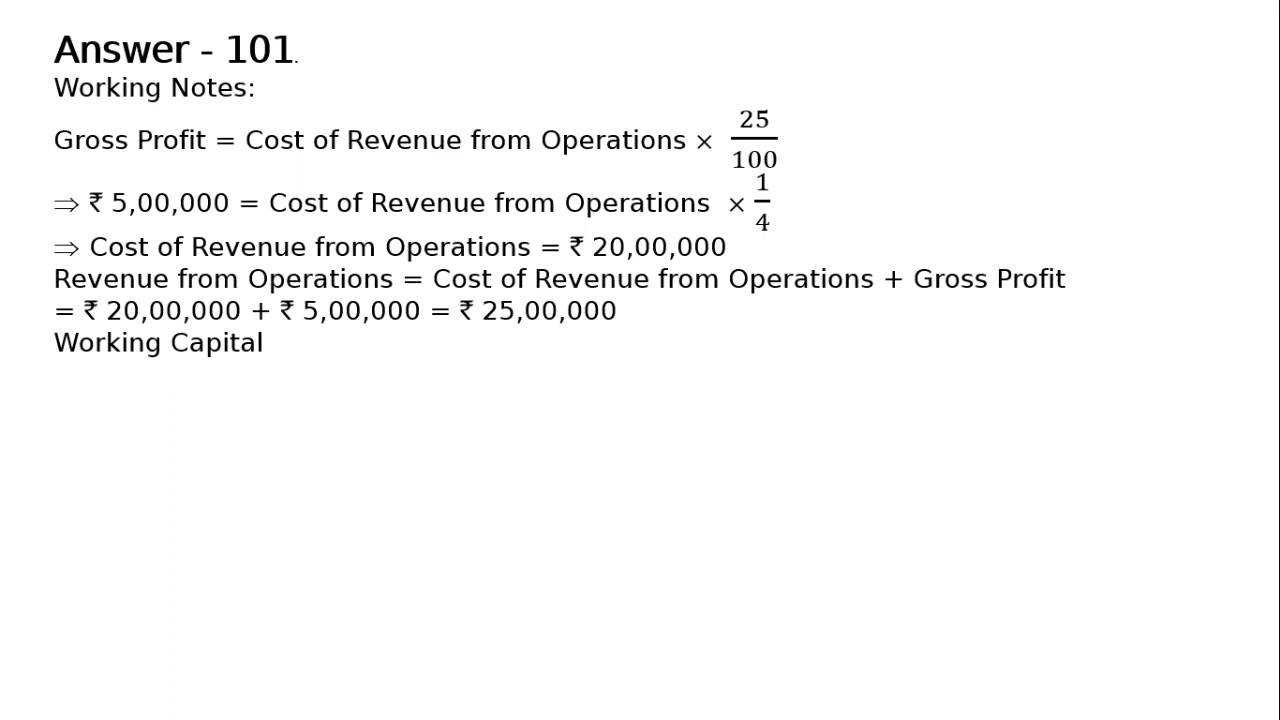 Answer - 101.
Working Notes:
Gross Profit = Cost of Revenue from Operations × 25/100
⇒ ₹ 5,00,000 = Cost of Revenue from Operations × 1/4
⇒ Cost of Revenue from Operations = ₹ 20,00,000
Revenue from Operations = Cost of Revenue from Operations + Gross Profit
= ₹ 20,00,000 + ₹ 5,00,000 = ₹ 25,00,000
Working Capital